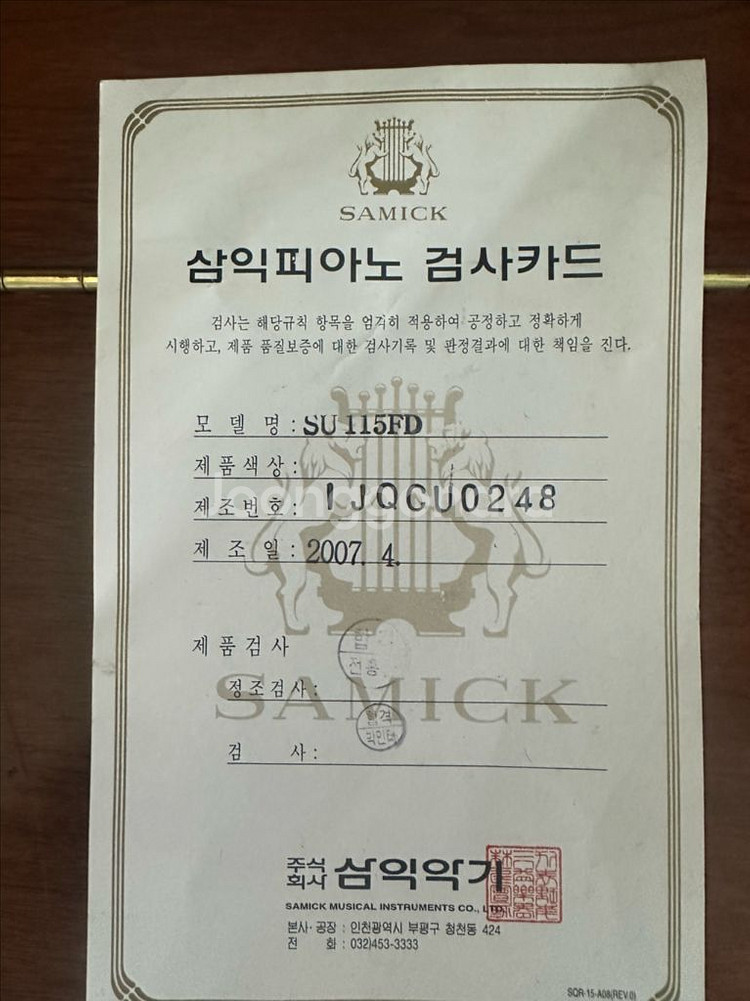 SAMICK
삼익피아노 검사카드
검사는 해당규칙 항목을 엄격히 적용하여 공정하고 정확하게
시행하고, 제품 품질보증에 대한 검사기록 및 판정결과에 대한 책임을 진다.
모 델 명 : SU 115FD
제품색상 :
제조번호 : IJQGU0248
제 조 일 : 2007. 4.
제품검사
정조검사 :
SAMICK
합격
검 사 :
주식회사 삼익악기
SAMICK MUSICAL INSTRUMENTS CO., LTD.
본사·공장 : 인천광역시 부평구 청천동 424
전 화 : 032)453-3333
SQR-15-A08(REV.0)